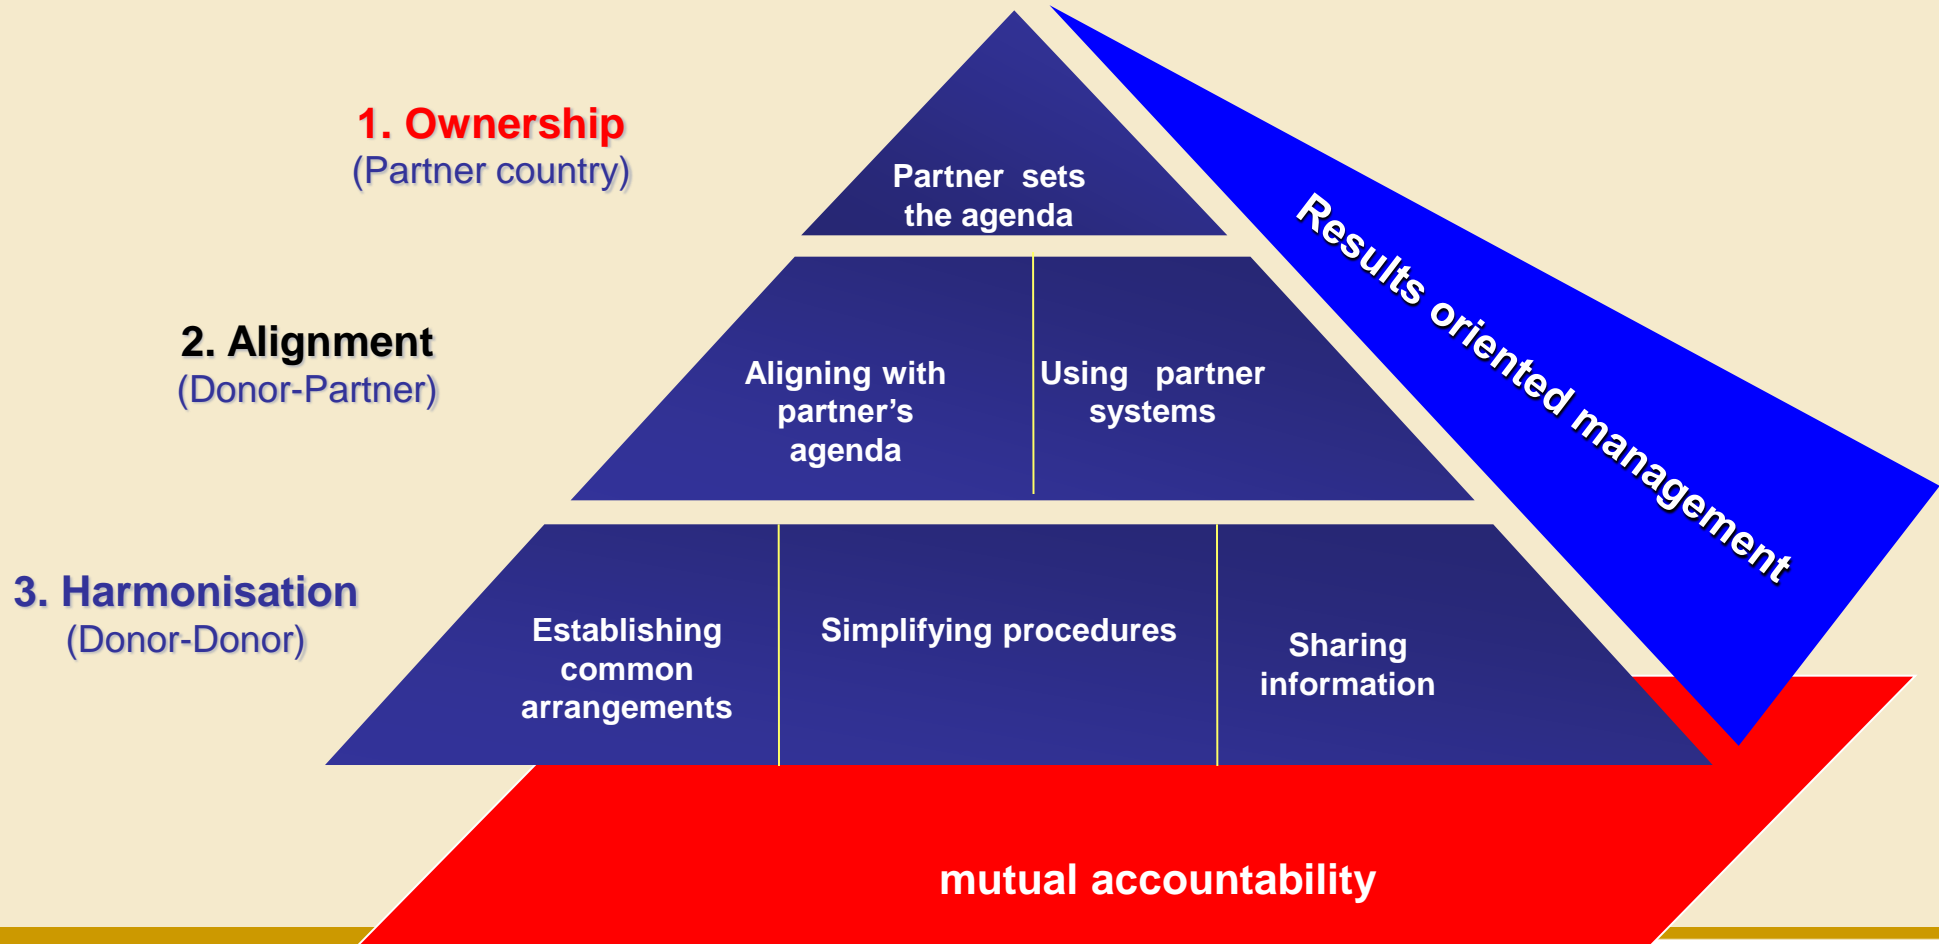 1. Ownership
(Partner country)
Partner sets
the agenda
2. Alignment
(Donor-Partner)
Aligning with
partner’s
agenda
Using partner
systems
3. Harmonisation
(Donor-Donor)
Establishing
common
arrangements
Simplifying procedures
Sharing
information
Results oriented management
mutual accountability